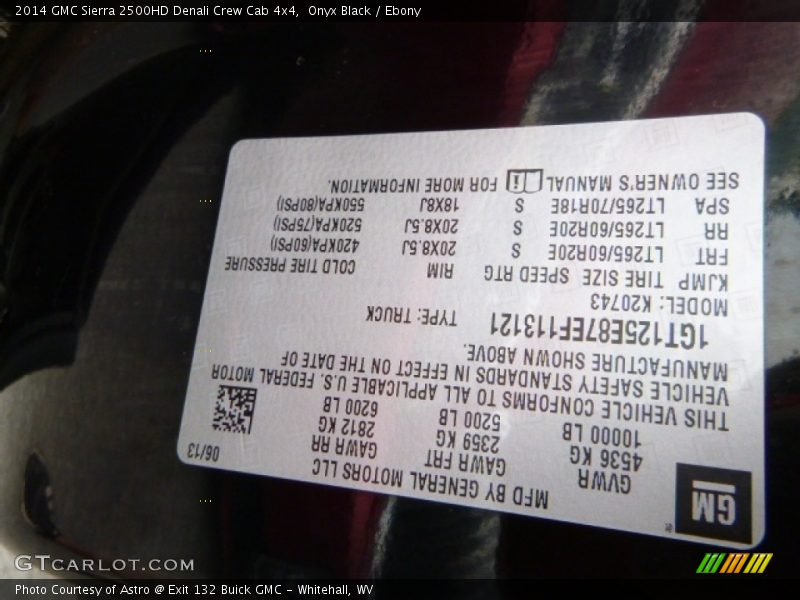 2014 GMC Sierra 2500HD Denali Crew Cab 4x4, Onyx Black / Ebony
GM
®
MFD BY GENERAL MOTORS LLC
06/13
GVWR GAWR FRT GAWR RR
4536 KG 2359 KG 2812 KG
10000 LB 5200 LB 6200 LB
THIS VEHICLE CONFORMS TO ALL APPLICABLE U.S. FEDERAL MOTOR
VEHICLE SAFETY STANDARDS IN EFFECT ON THE DATE OF
MANUFACTURE SHOWN ABOVE.
1GT125E87EF113121 TYPE: TRUCK
MODEL: K20743
KJMP TIRE SIZE SPEED RTG RIM COLD TIRE PRESSURE
FRT LT265/60R20E S 20X8.5J 420KPA(60PSI)
RR LT265/60R20E S 20X8.5J 520KPA(75PSI)
SPA LT265/70R18E S 18X8J 550KPA(80PSI)
SEE OWNER'S MANUAL i FOR MORE INFORMATION.
GTCARLOT.COM
Photo Courtesy of Astro @ Exit 132 Buick GMC - Whitehall, WV